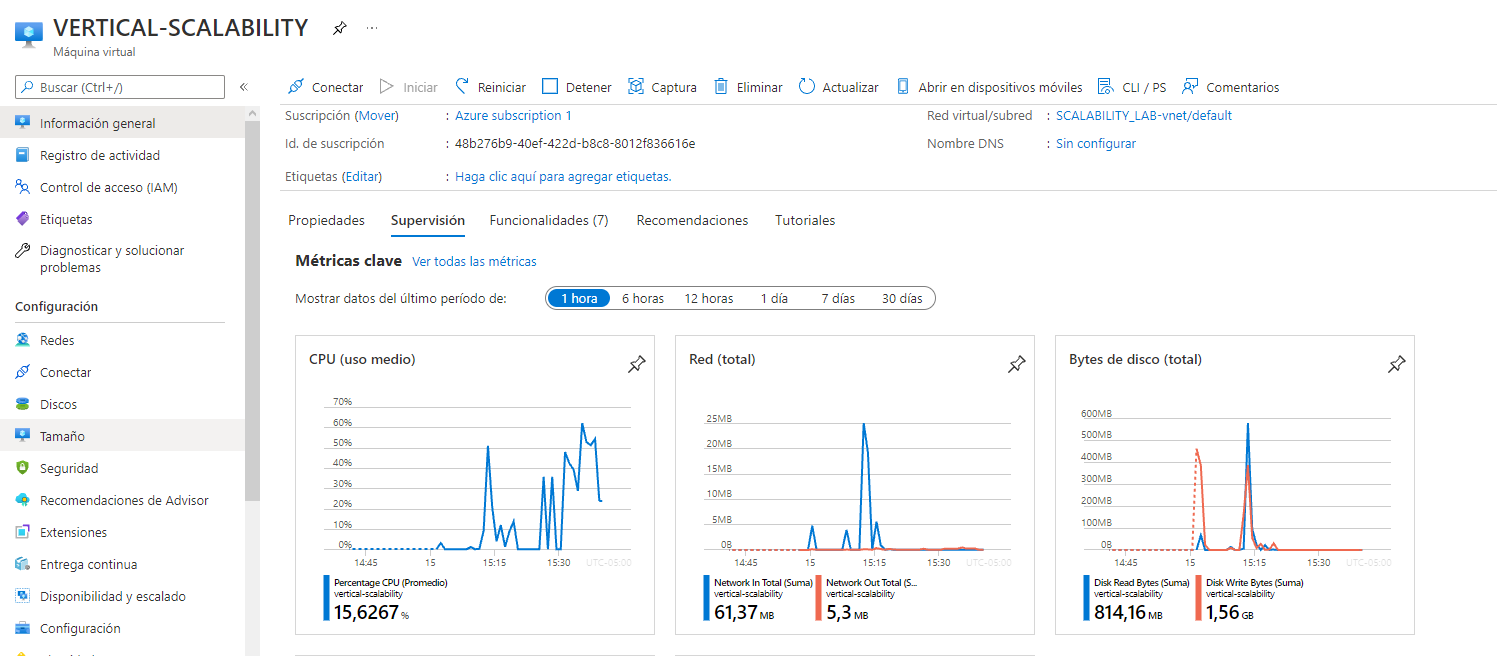 VERTICAL-SCALABILITY
...
Máquina virtual
Buscar (Ctrl+/)
«
Conectar
Iniciar
Reiniciar
Detener
Captura
Eliminar
Actualizar
Abrir en dispositivos móviles
CLI / PS
Comentarios
Información general
Registro de actividad
Control de acceso (IAM)
Etiquetas
Diagnosticar y solucionar
problemas
Configuración
Redes
Conectar
Discos
Tamaño
Seguridad
Recomendaciones de Advisor
Extensiones
Entrega continua
Disponibilidad y escalado
Configuración
Suscripción (Mover) : Azure subscription 1
Id. de suscripción : 48b276b9-40ef-422d-b8c8-8012f836616e
Etiquetas (Editar) : Haga clic aquí para agregar etiquetas.
Red virtual/subred : SCALABILITY_LAB-vnet/default
Nombre DNS : Sin configurar
Propiedades
Supervisión
Funcionalidades (7)
Recomendaciones
Tutoriales
Métricas clave Ver todas las métricas
Mostrar datos del último período de: 1 hora 6 horas 12 horas 1 día 7 días 30 días
CPU (uso medio)
70%
60%
50%
40%
30%
20%
10%
0%
14:45 15 15:15 15:30 UTC-05:00
Percentage CPU (Promedio)
vertical-scalability
15,6267 %
Red (total)
25MB
20MB
15MB
10MB
5MB
0B
14:45 15 15:15 15:30 UTC-05:00
Network In Total (Suma)
vertical-scalability
61,37 MB
Network Out Total (S...
vertical-scalability
5,3 MB
Bytes de disco (total)
600MB
500MB
400MB
300MB
200MB
100MB
0B
14:45 15 15:15 15:30 UTC-05:00
Disk Read Bytes (Suma)
vertical-scalability
814,16 MB
Disk Write Bytes (Suma)
vertical-scalability
1,56 GB